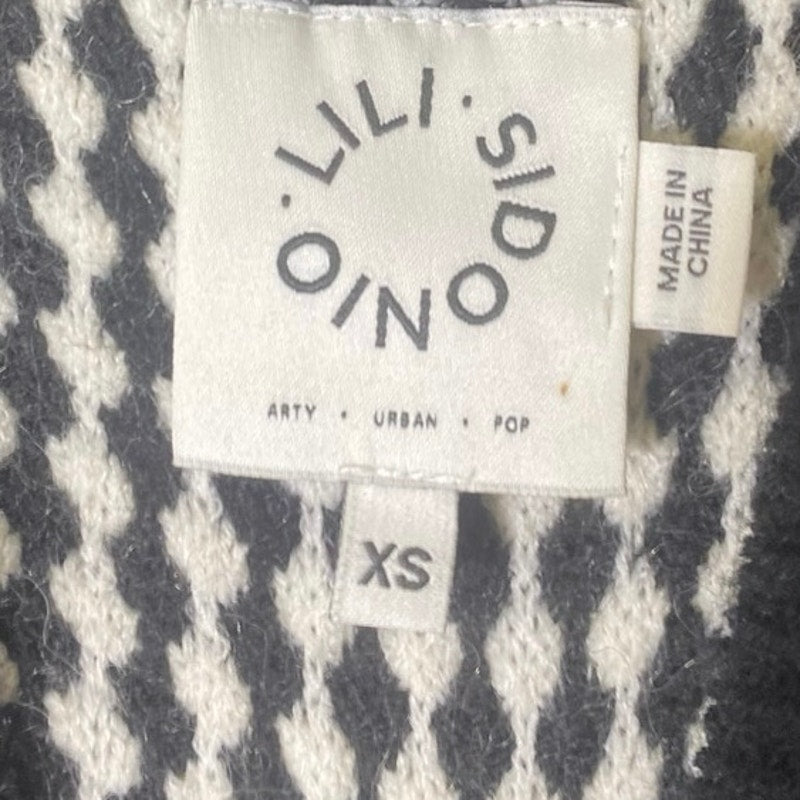 LILI · SIDONIO ·
ARTY · URBAN · POP
MADE IN
CHINA
XS